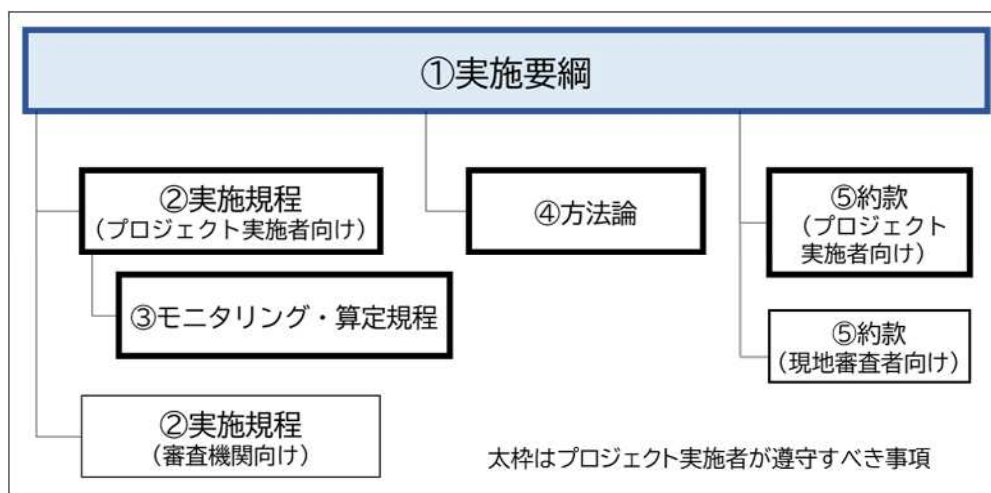 ①実施要綱
②実施規程
（プロジェクト実施者向け）
③モニタリング・算定規程
②実施規程
（審査機関向け）
④方法論
⑤約款
（プロジェクト
実施者向け）
⑤約款
（現地審査者向け）
太枠はプロジェクト実施者が遵守すべき事項